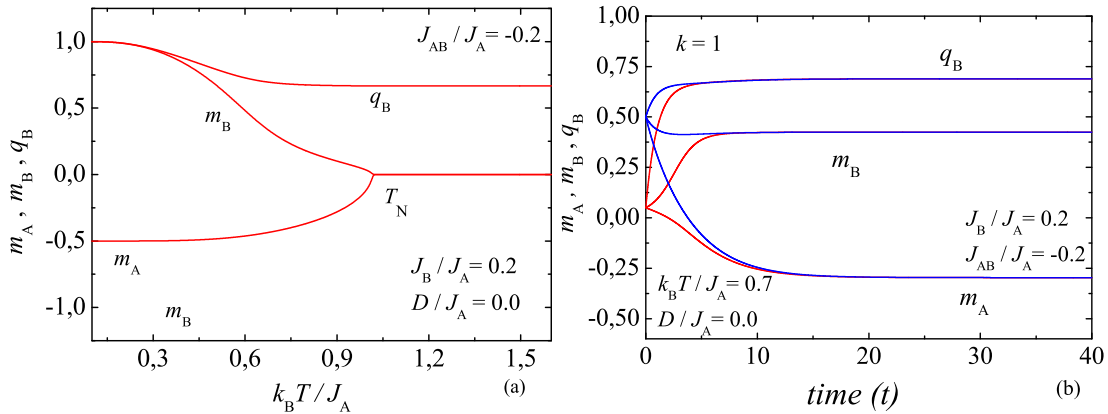 J_AB / J_A = -0.2
1,0
0,5
0,0
-0,5
-1,0
m_A , m_B , q_B
q_B
m_B
T_N
m_A
m_B
J_B / J_A = 0.2
D / J_A = 0.0
0,3 0,6 0,9 1,2 1,5
k_B T / J_A
(a)
1,00
0,75
0,50
0,25
0,00
-0,25
-0,50
m_A , m_B , q_B
k = 1
q_B
m_B
J_B / J_A = 0.2
J_AB / J_A = -0.2
k_B T / J_A = 0.7
D / J_A = 0.0
m_A
0 10 20 30 40
time (t)
(b)